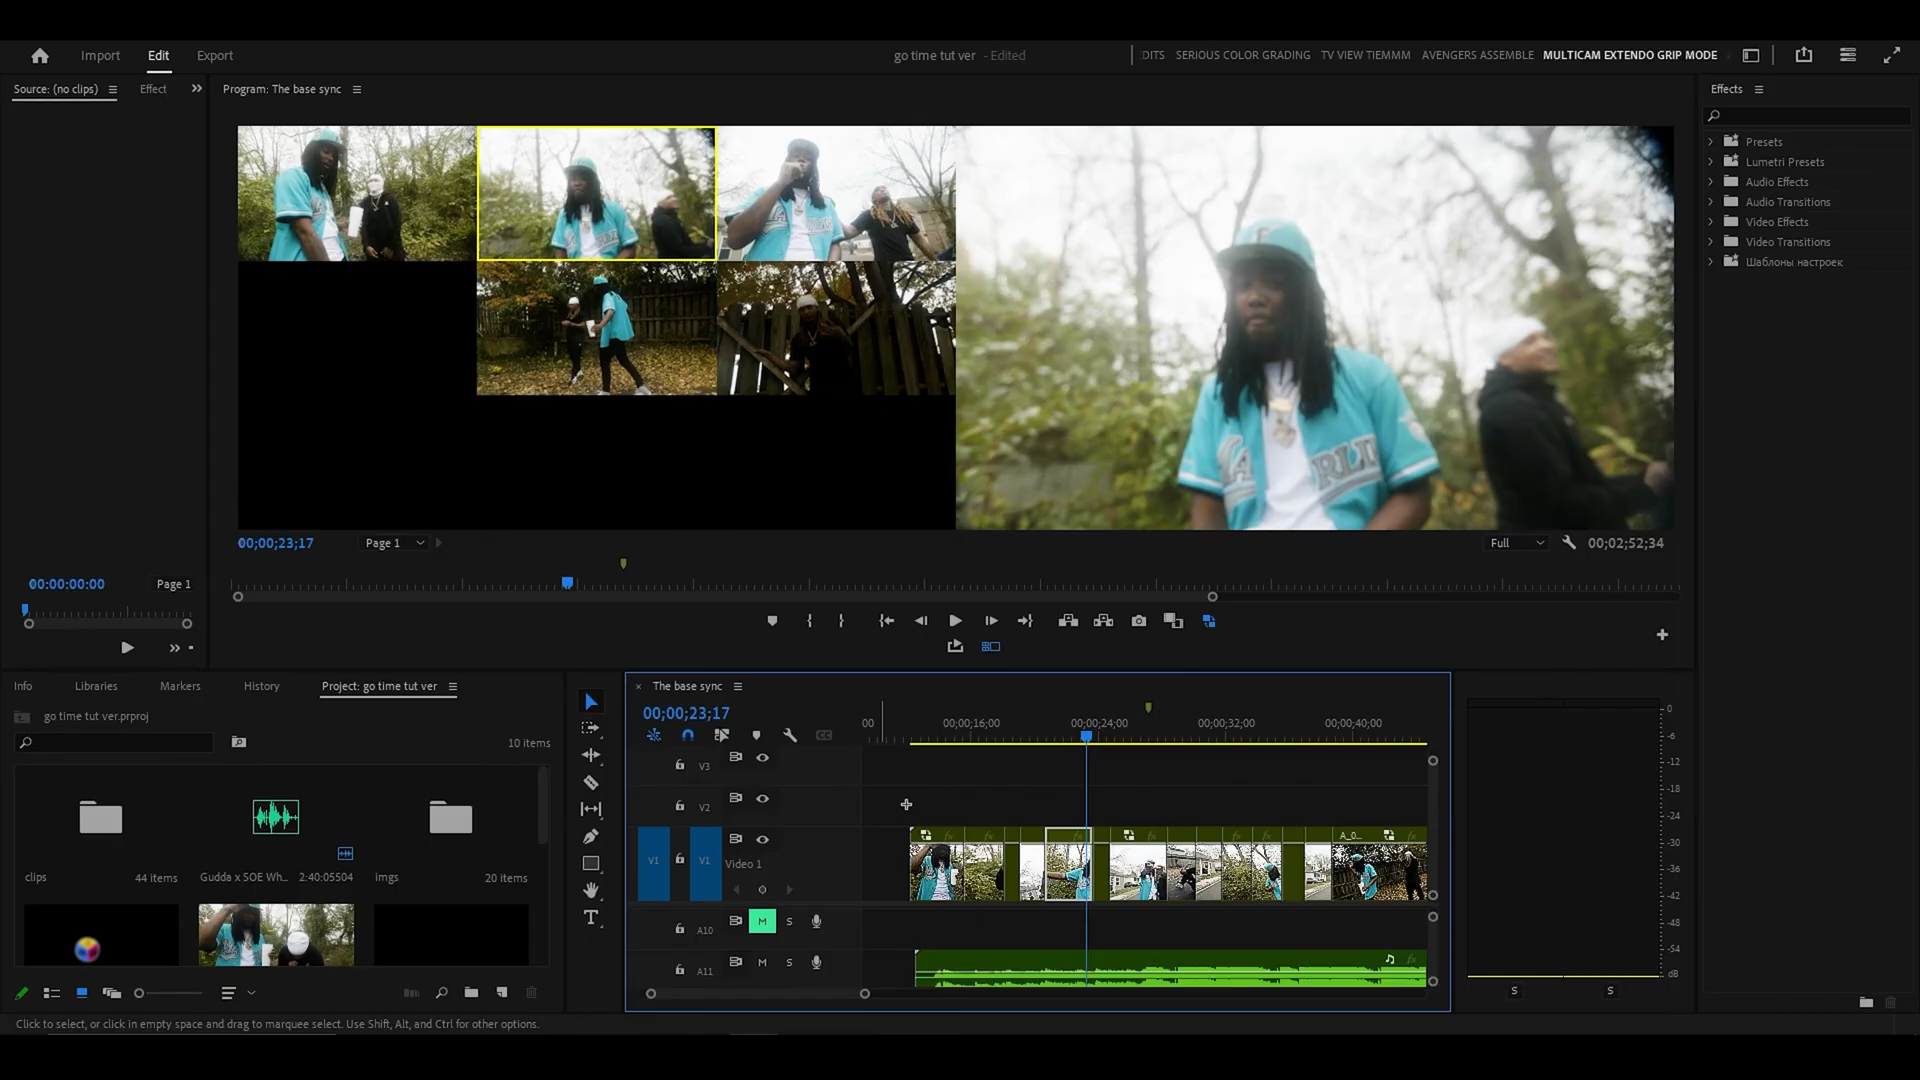 Import
Edit
Export
go time tut ver - Edited
DITS
SERIOUS COLOR GRADING
TV VIEW TIEMMM
AVENGERS ASSEMBLE
MULTICAM EXTENDO GRIP MODE
Source: (no clips)
Effect
Program: The base sync
Effects
Presets
Lumetri Presets
Audio Effects
Audio Transitions
Video Effects
Video Transitions
Шаблоны настроек
00;00;23;17
Page 1
Full
00;02;52;34
00:00:00:00
Page 1
Info
Libraries
Markers
History
Project: go time tut ver
go time tut ver.prproj
10 items
clips
44 items
Gudda x SOE Wh...
2:40:05504
imgs
20 items
The base sync
00;00;23;17
00
00;00;16;00
00;00;24;00
00;00;32;00
00;00;40;00
V3
V2
V1
V1
Video 1
A_0...
A10
M
S
A11
M
S
0
-6
-12
-18
-24
-30
-36
-42
-48
-54
dB
S
S
Click to select, or click in empty space and drag to marquee select. Use Shift, Alt, and Ctrl for other options.